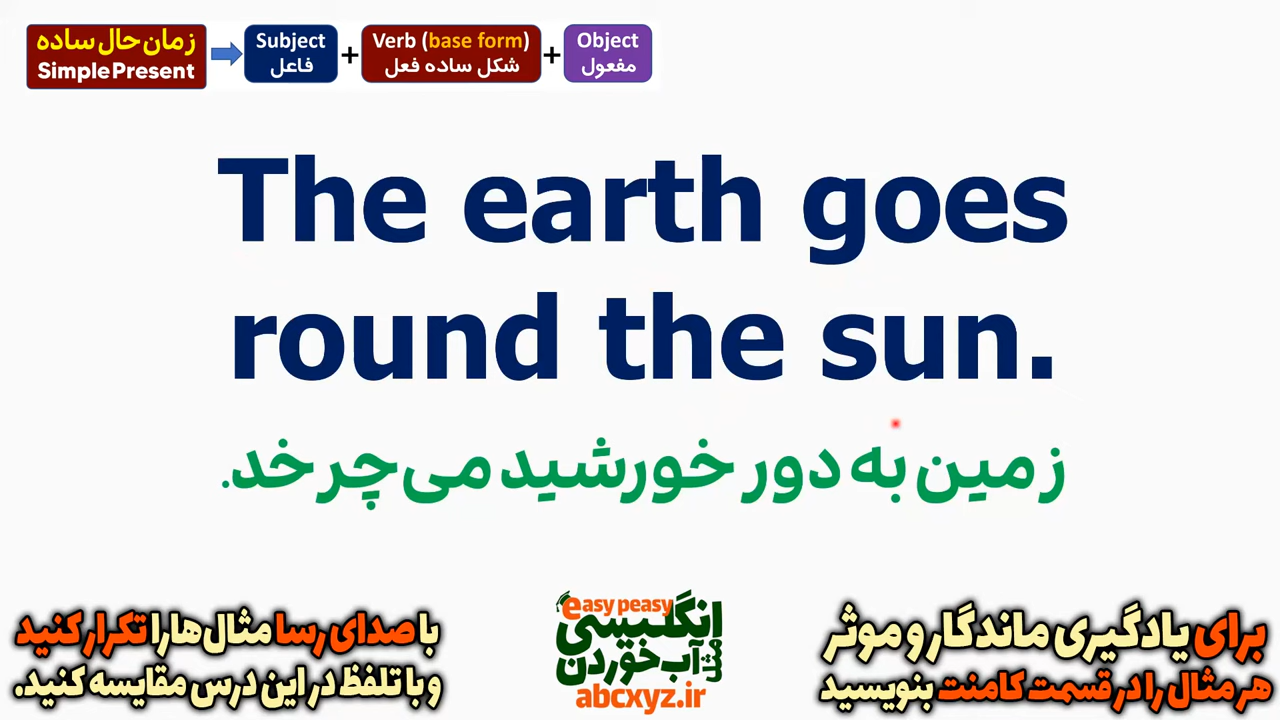 زمان حال ساده
Simple Present
Subject
فاعل
+
Verb (base form)
شکل ساده فعل
+
Object
مفعول
The earth goes
round the sun.
زمین به دور خورشید می‌چرخد.
با صدای رسا مثال‌ها را تکرار کنید
و با تلفظ در این درس مقایسه کنید.
easy peasy
انگلیسی
مثل آب خوردن
abcxyz.ir
برای یادگیری ماندگار و موثر
هر مثال را در قسمت کامنت بنویسید